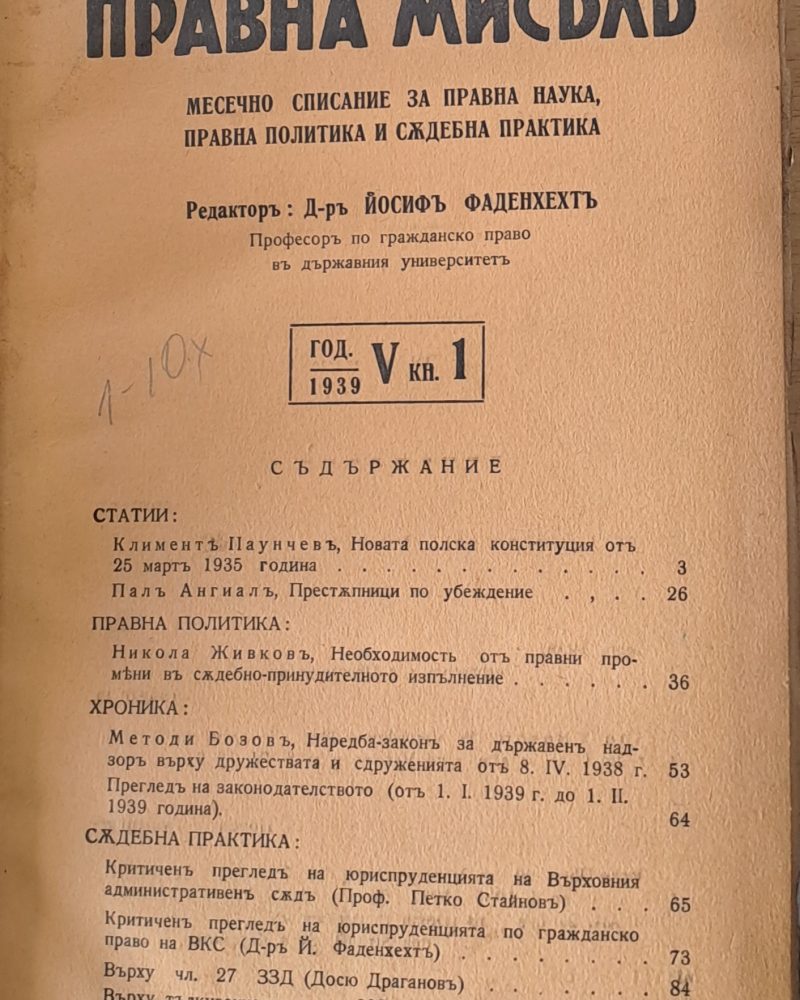 ПРАВНА МИСЪЛЬ
МЕСЕЧНО СПИСАНИЕ ЗА ПРАВНА НАУКА,
ПРАВНА ПОЛИТИКА И СѪДЕБНА ПРАКТИКА
Редакторъ: Д-ръ ЙОСИФЪ ФАДЕНХЕХТЪ
Професоръ по гражданско право
въ държавния университетъ
ГОД.
1939
V кн. 1
1-10х
СЪДЪРЖАНИЕ
СТАТИИ:
Климентъ Паунчевъ, Новата полска конституция отъ
25 мартъ 1935 година . . . . . . . . . . . . . 3
Палъ Ангиалъ, Престѫпници по убеждение . , . . 26
ПРАВНА ПОЛИТИКА:
Никола Живковъ, Необходимость отъ правни про-
мѣни въ сѫдебно-принудителното изпълнение . . . . . 36
ХРОНИКА:
Методи Бозовъ, Наредба-законъ за държавенъ над-
зоръ върху дружествата и сдруженията отъ 8. IV. 1938 г. 53
Прегледъ на законодателството (отъ 1. I. 1939 г. до 1. II.
1939 година). 64
СѪДЕБНА ПРАКТИКА:
Критиченъ прегледъ на юриспруденцията на Върховния
административенъ сѫдъ (Проф. Петко Стайновъ) . . . 65
Критиченъ прегледъ на юриспруденцията по гражданско
право на ВКС (Д-ръ Й. Фаденхехтъ) . . . . . . . 73
Върху чл. 27 ЗЗД (Досю Драгановъ) . . . . . . 84
Върху